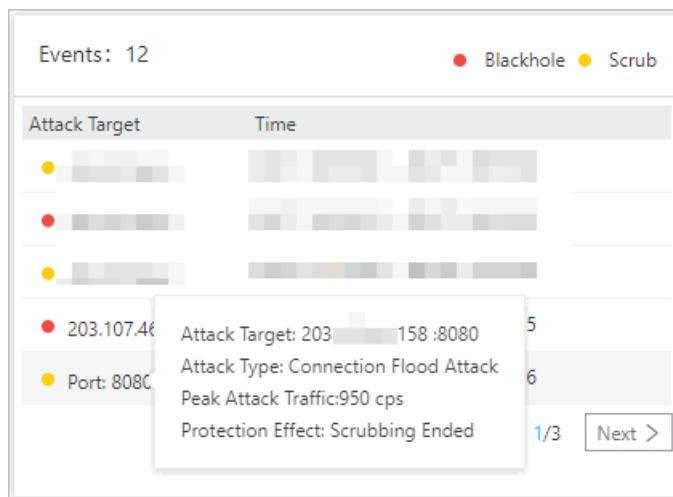 Events: 12
Blackhole Scrub
Attack Target Time
203.107.46 5
Port: 8080 6
Attack Target: 203 158 :8080
Attack Type: Connection Flood Attack
Peak Attack Traffic:950 cps
Protection Effect: Scrubbing Ended
1/3 Next >